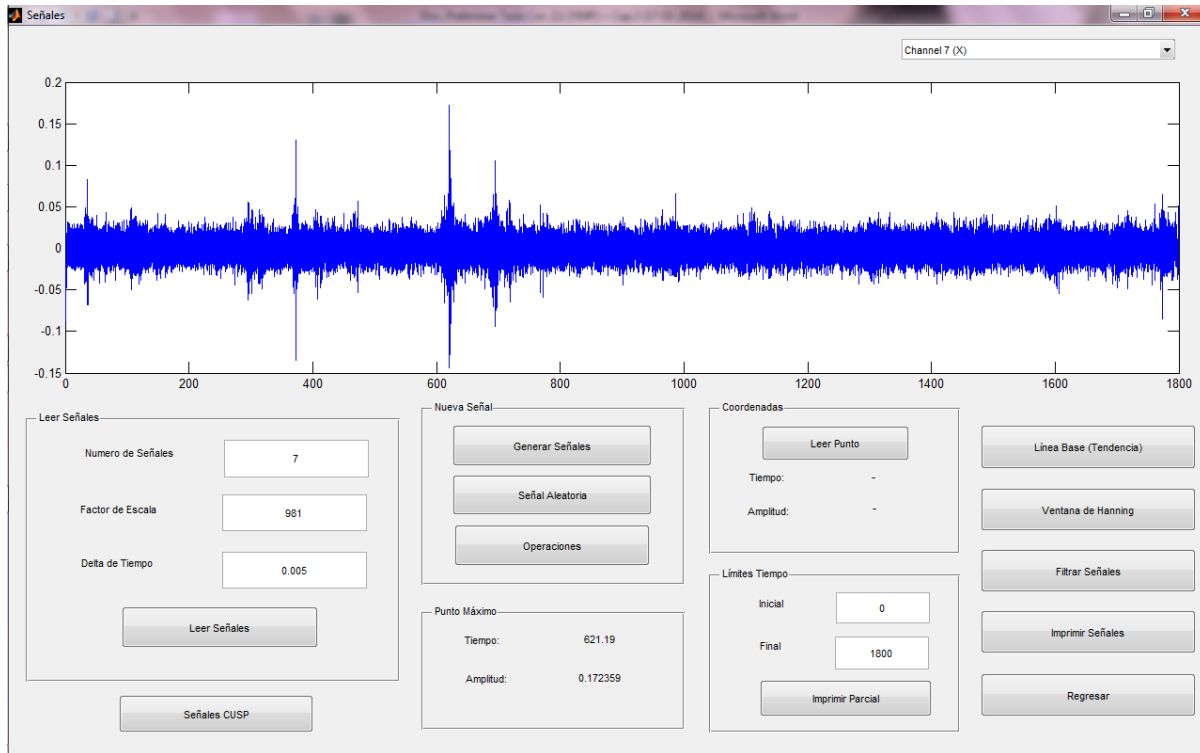 Señales
Channel 7 (X)
0.2
0.15
0.1
0.05
0
-0.05
-0.1
-0.15
0 200 400 600 800 1000 1200 1400 1600 1800
Leer Señales
Numero de Señales 7
Factor de Escala 981
Delta de Tiempo 0.005
Leer Señales
Señales CUSP
Nueva Señal
Generar Señales
Señal Aleatoria
Operaciones
Punto Máximo
Tiempo: 621.19
Amplitud: 0.172359
Coordenadas
Leer Punto
Tiempo: -
Amplitud: -
Límites Tiempo
Inicial 0
Final 1800
Imprimir Parcial
Línea Base (Tendencia)
Ventana de Hanning
Filtrar Señales
Imprimir Señales
Regresar